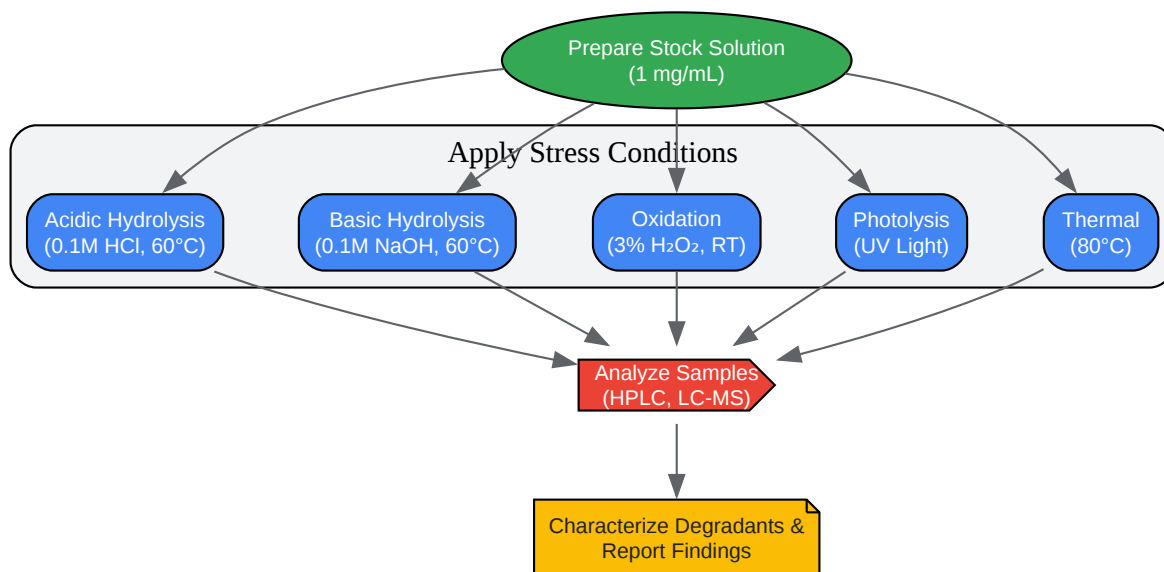 Prepare Stock Solution
(1 mg/mL)
Apply Stress Conditions
Acidic Hydrolysis
(0.1M HCl, 60°C)
Basic Hydrolysis
(0.1M NaOH, 60°C)
Oxidation
(3% H₂O₂, RT)
Photolysis
(UV Light)
Thermal
(80°C)
Analyze Samples
(HPLC, LC-MS)
Characterize Degradants &
Report Findings